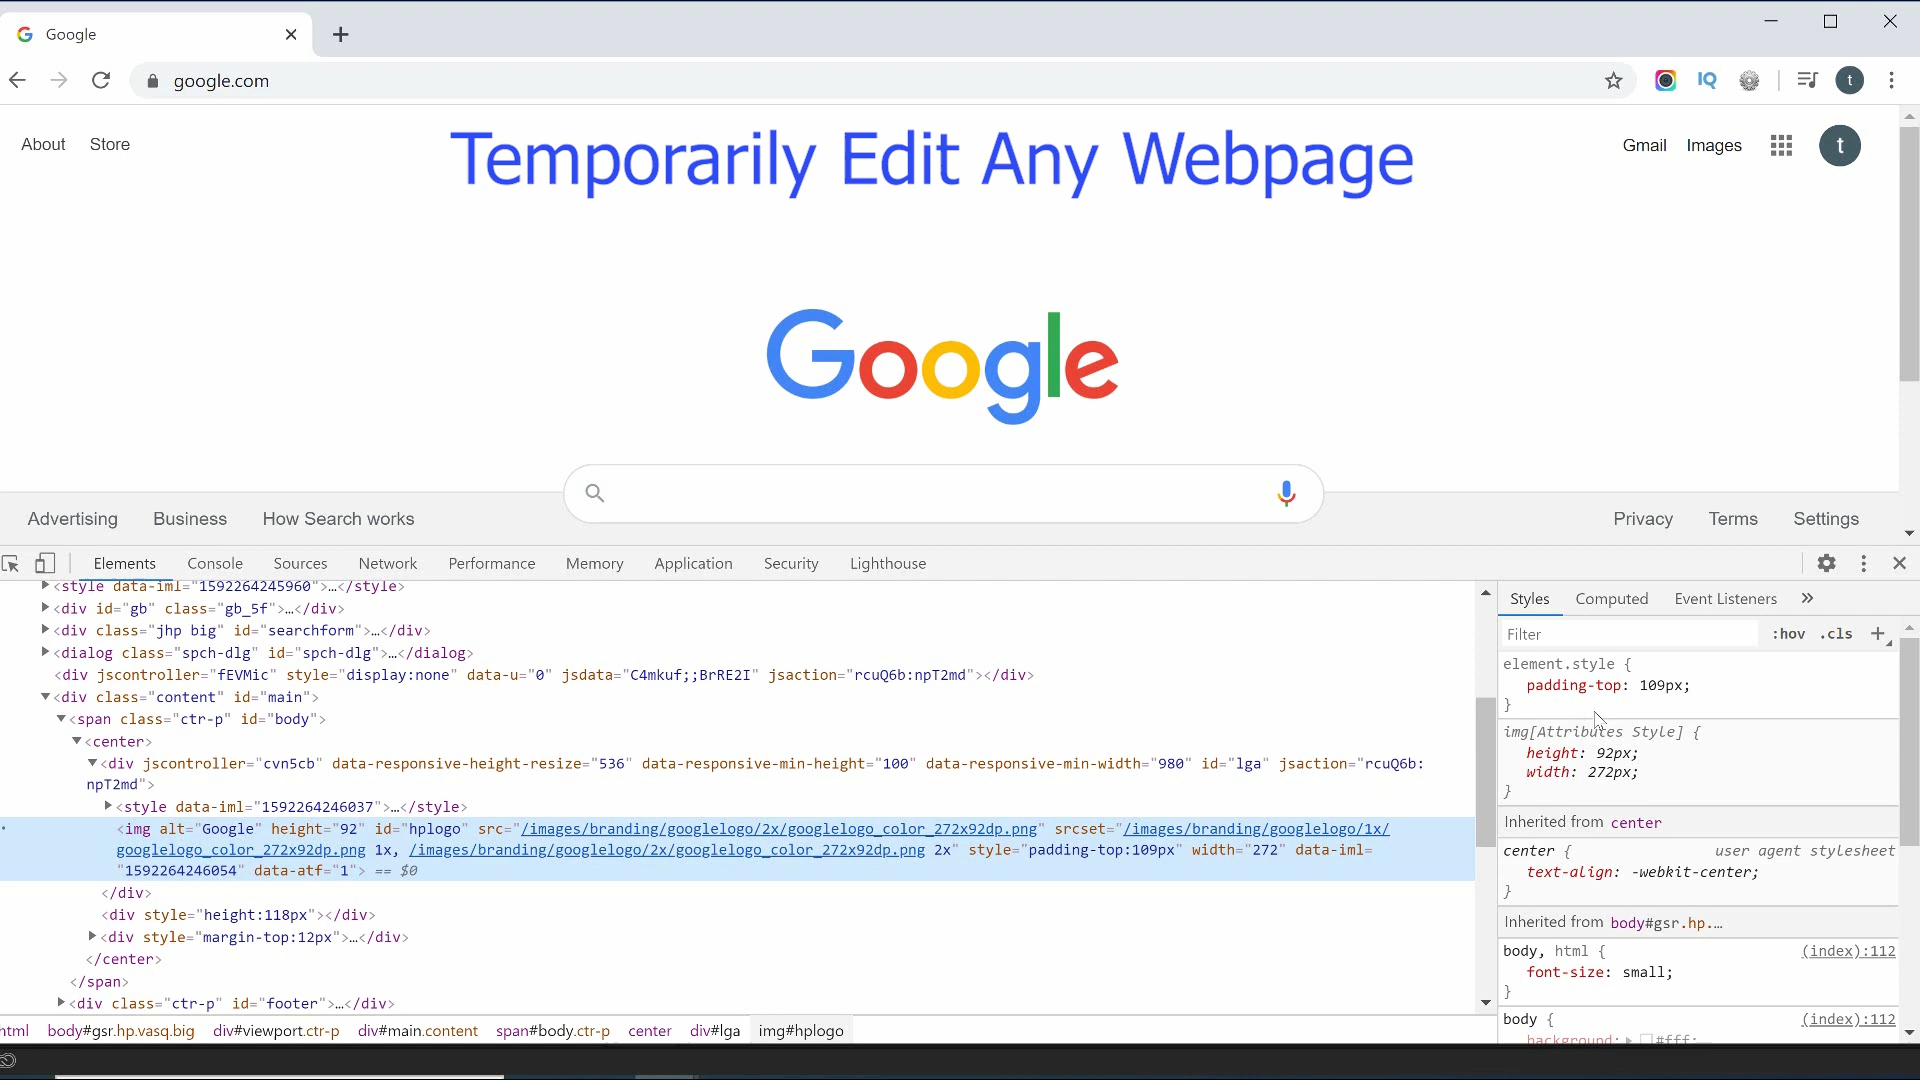 Google
google.com
t
About Store
Temporarily Edit Any Webpage
Gmail Images
t
Google
Advertising Business How Search works
Privacy Terms Settings
Elements Console Sources Network Performance Memory Application Security Lighthouse
<style data-iml="1592264245960">…</style>
<div id="gb" class="gb_5f">…</div>
<div class="jhp big" id="searchform">…</div>
<dialog class="spch-dlg" id="spch-dlg">…</dialog>
<div jscontroller="fEVMic" style="display:none" data-u="0" jsdata="C4mkuf;;BrRE2I" jsaction="rcuQ6b:npT2md"></div>
<div class="content" id="main">
<span class="ctr-p" id="body">
<center>
<div jscontroller="cvn5cb" data-responsive-height-resize="536" data-responsive-min-height="100" data-responsive-min-width="980" id="lga" jsaction="rcuQ6b:
npT2md">
<style data-iml="1592264246037">…</style>
<img alt="Google" height="92" id="hplogo" src="/images/branding/googlelogo/2x/googlelogo_color_272x92dp.png" srcset="/images/branding/googlelogo/1x/
googlelogo_color_272x92dp.png 1x, /images/branding/googlelogo/2x/googlelogo_color_272x92dp.png 2x" style="padding-top:109px" width="272" data-iml=
"1592264246054" data-atf="1"> == $0
</div>
<div style="height:118px"></div>
<div style="margin-top:12px">…</div>
</center>
</span>
<div class="ctr-p" id="footer">…</div>
html body#gsr.hp.vasq.big div#viewport.ctr-p div#main.content span#body.ctr-p center div#lga img#hplogo
Styles Computed Event Listeners »
Filter :hov .cls +
element.style {
padding-top: 109px;
}
img[Attributes Style] {
height: 92px;
width: 272px;
}
Inherited from center
center { user agent stylesheet
text-align: -webkit-center;
}
Inherited from body#gsr.hp.…
body, html { (index):112
font-size: small;
}
body { (index):112
background: #fff;